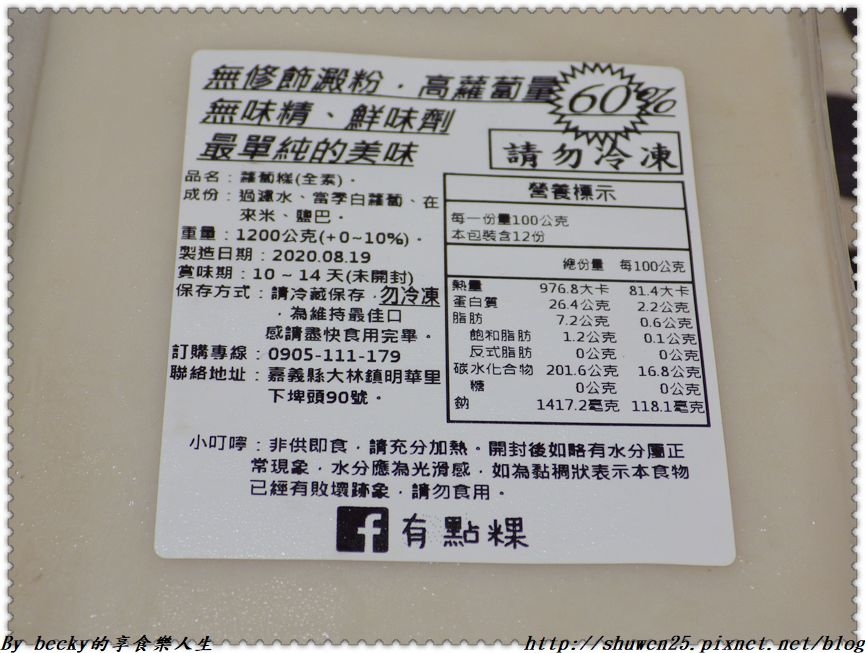 無修飾澱粉，高蘿蔔量60%
無味精、鮮味劑
最單純的美味
請勿冷凍
品名：蘿蔔糕(全素)。
成份：過濾水、當季白蘿蔔、在
來米、鹽巴。
重量：1200公克(+0~10%)。
製造日期：2020.08.19
賞味期：10 ~ 14天(未開封)
保存方式：請冷藏保存，勿冷凍
，為維持最佳口
感請盡快食用完畢。
訂購專線：0905-111-179
聯絡地址：嘉義縣大林鎮明華里
下埤頭90號。
營養標示
每一份量100公克
本包裝含12份
總份量 每100公克
熱量 976.8大卡 81.4大卡
蛋白質 26.4公克 2.2公克
脂肪 7.2公克 0.6公克
飽和脂肪 1.2公克 0.1公克
反式脂肪 0公克 0公克
碳水化合物 201.6公克 16.8公克
糖 0公克 0公克
鈉 1417.2毫克 118.1毫克
小叮嚀：非供即食，請充分加熱。開封後如略有水分屬正
常現象，水分應為光滑感，如為黏稠狀表示本食物
已經有敗壞跡象，請勿食用。
f 有點粿
By becky的享食樂人生
http://shuwen25.pixnet.net/blog